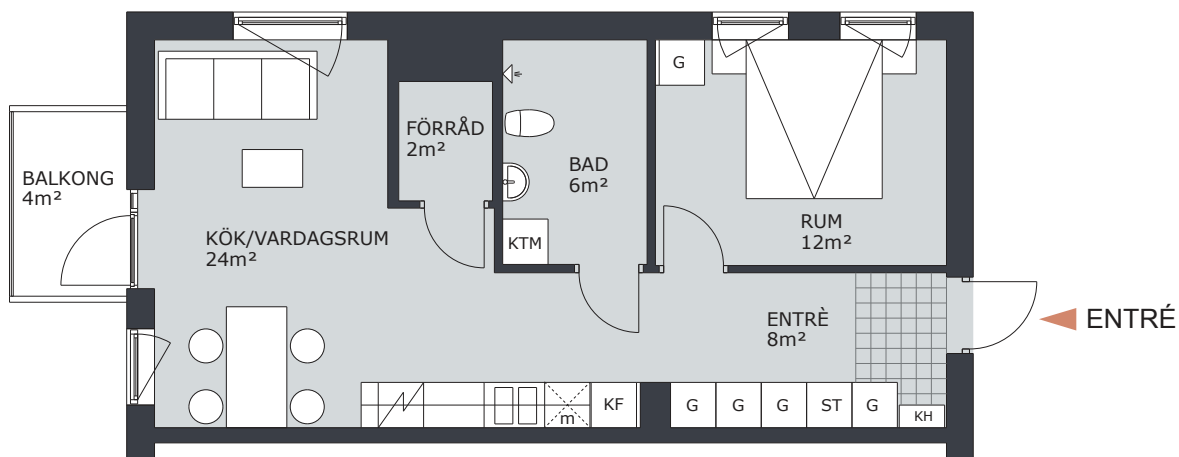 G
FÖRRÅD
2m²
BAD
6m²
BALKONG
4m²
RUM
12m²
KÖK/VARDAGSRUM
24m²
KTM
ENTRÈ
8m²
ENTRÉ
KF
m
G
G
G
ST
G
KH